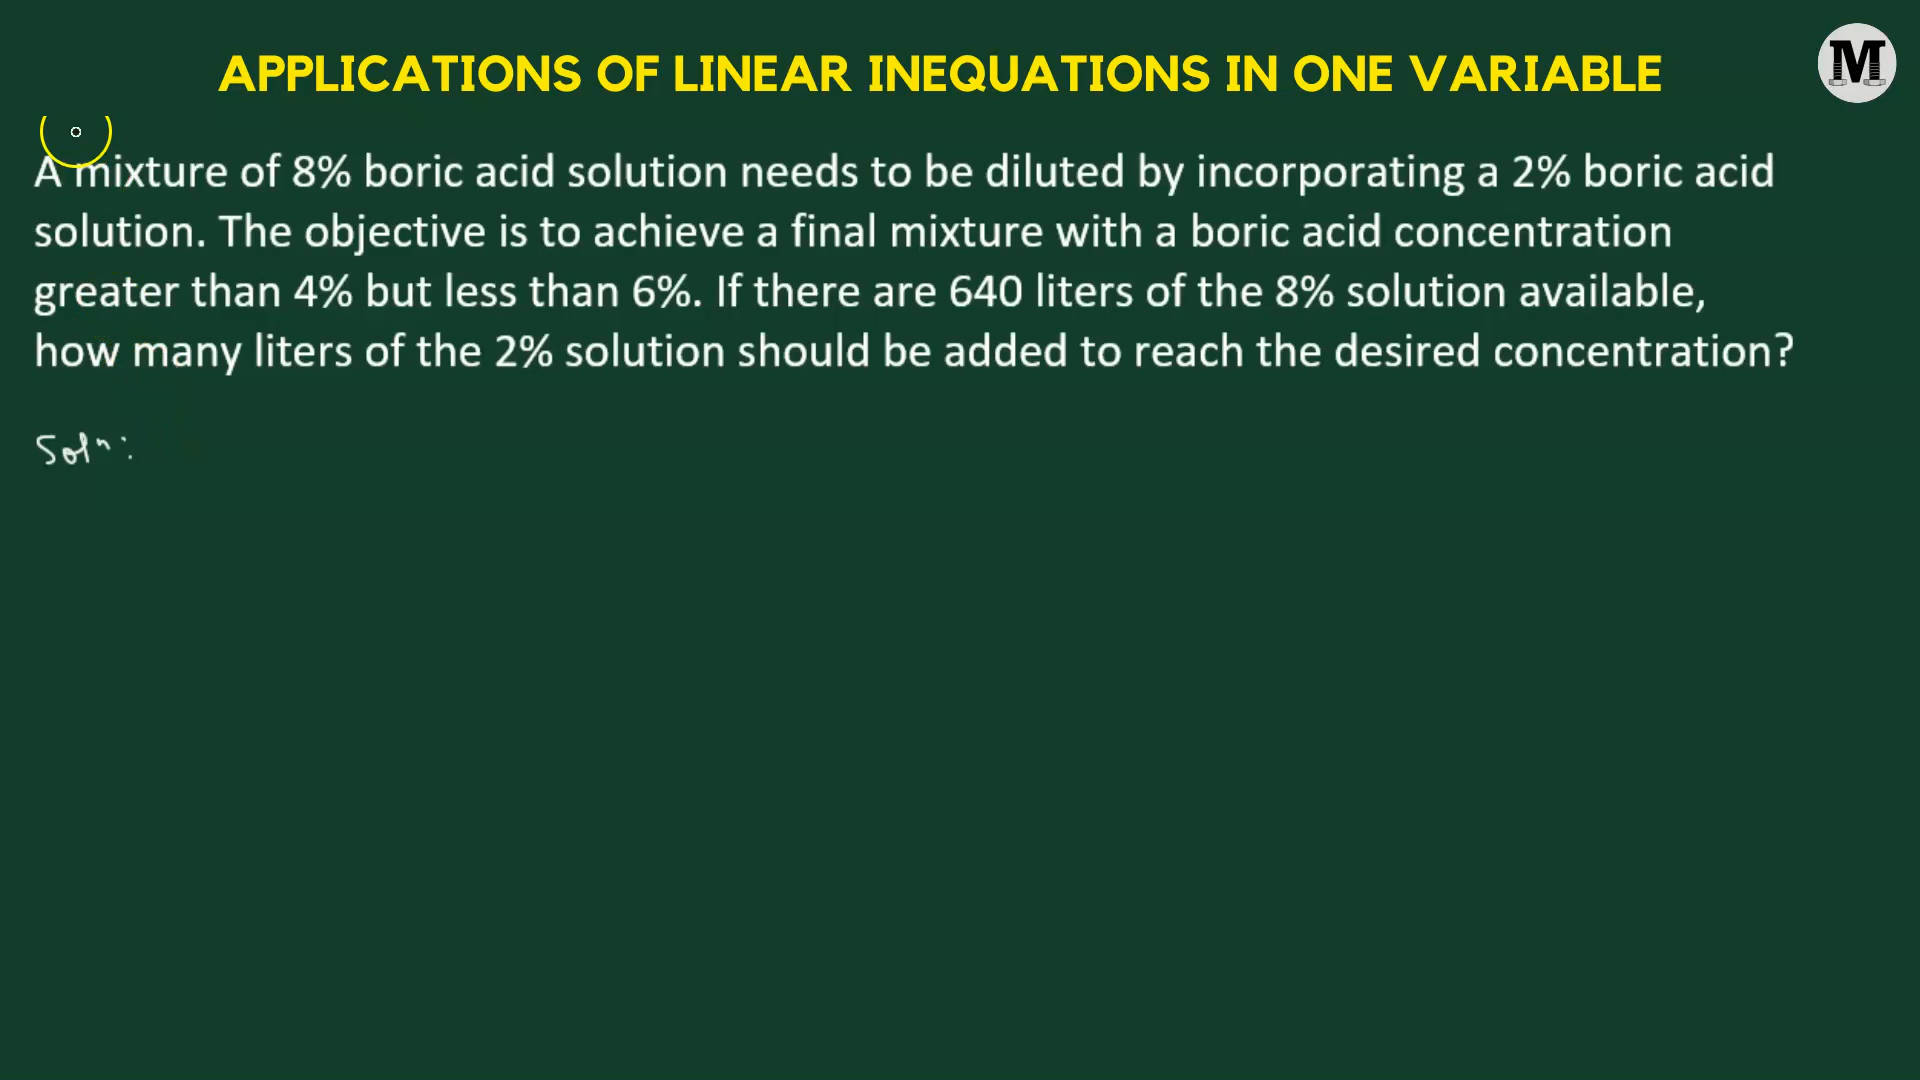 APPLICATIONS OF LINEAR INEQUATIONS IN ONE VARIABLE
M
A mixture of 8% boric acid solution needs to be diluted by incorporating a 2% boric acid
solution. The objective is to achieve a final mixture with a boric acid concentration
greater than 4% but less than 6%. If there are 640 liters of the 8% solution available,
how many liters of the 2% solution should be added to reach the desired concentration?
Solⁿ: